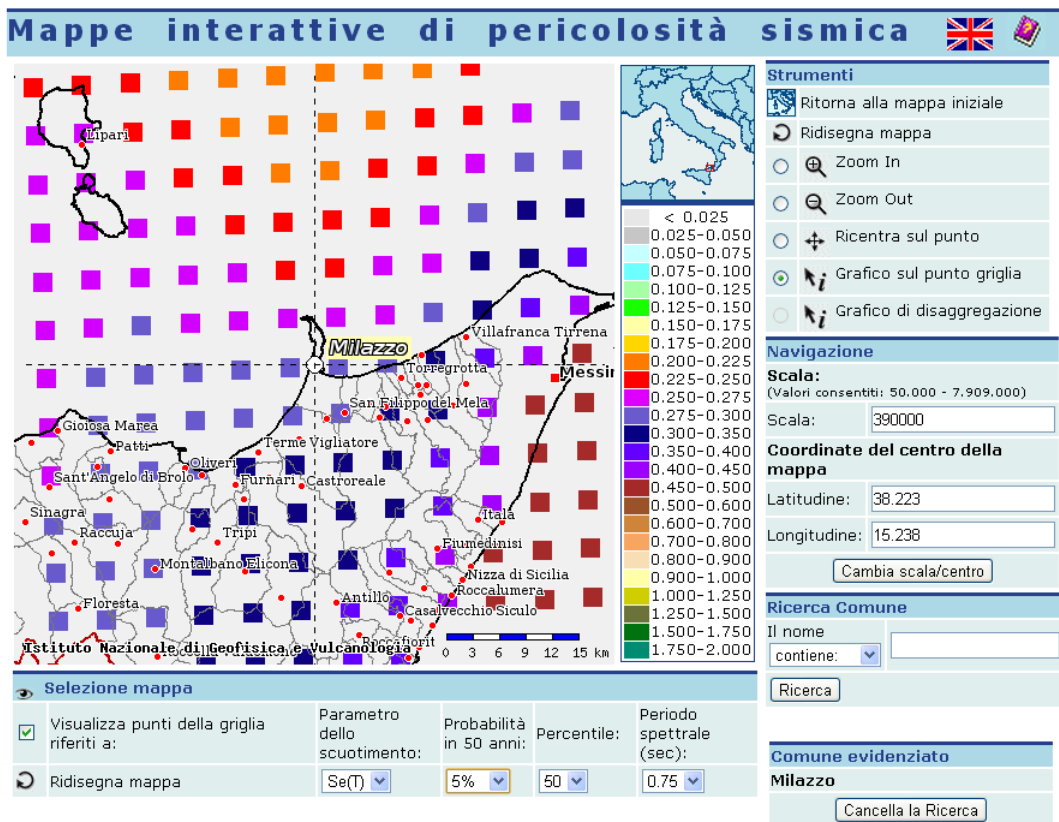 Mappe interattive di pericolosità sismica
Lipari
Milazzo
Villafranca Tirrena
Torregrotta
Messin
San Filippo del Mela
Gioiosa Marea
Patti
Terme Vigliatore
Oliveri
Sant'Angelo di Brolo
Furnari
Castroreale
Sinagra
Raccuja
Tripi
Itala
Fiumedinisi
Montalbano Elicona
Nizza di Sicilia
Roccalumera
Antillo
Floresta
Casalvecchio Siculo
Roccafiorit
Istituto Nazionale di Geofisica e Vulcanologia
0 3 6 9 12 15 km
< 0.025
0.025-0.050
0.050-0.075
0.075-0.100
0.100-0.125
0.125-0.150
0.150-0.175
0.175-0.200
0.200-0.225
0.225-0.250
0.250-0.275
0.275-0.300
0.300-0.350
0.350-0.400
0.400-0.450
0.450-0.500
0.500-0.600
0.600-0.700
0.700-0.800
0.800-0.900
0.900-1.000
1.000-1.250
1.250-1.500
1.500-1.750
1.750-2.000
Strumenti
Ritorna alla mappa iniziale
Ridisegna mappa
Zoom In
Zoom Out
Ricentra sul punto
Grafico sul punto griglia
Grafico di disaggregazione
Navigazione
Scala:
(Valori consentiti: 50.000 - 7.909.000)
Scala: 390000
Coordinate del centro della
mappa
Latitudine: 38.223
Longitudine: 15.238
Cambia scala/centro
Ricerca Comune
Il nome
contiene:
Ricerca
Comune evidenziato
Milazzo
Cancella la Ricerca
Selezione mappa
Visualizza punti della griglia
riferiti a:
Parametro
dello
scuotimento:
Probabilità
in 50 anni:
Percentile:
Periodo
spettrale
(sec):
Ridisegna mappa
Se(T) 5% 50 0.75